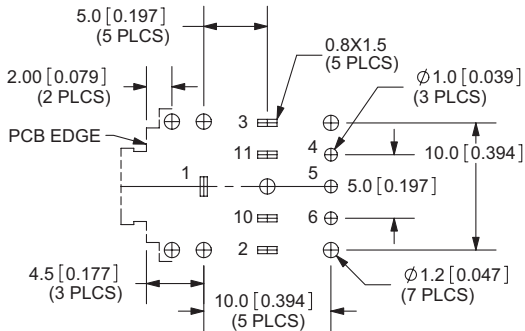 5.0 [0.197]
(5 PLCS)
2.00 [0.079]
(2 PLCS)
0.8X1.5
(5 PLCS)
Ø1.0 [0.039]
(3 PLCS)
PCB EDGE
3
4
11
10.0 [0.394]
1
5
5.0 [0.197]
10
6
2
4.5 [0.177]
(3 PLCS)
10.0 [0.394]
(5 PLCS)
Ø1.2 [0.047]
(7 PLCS)